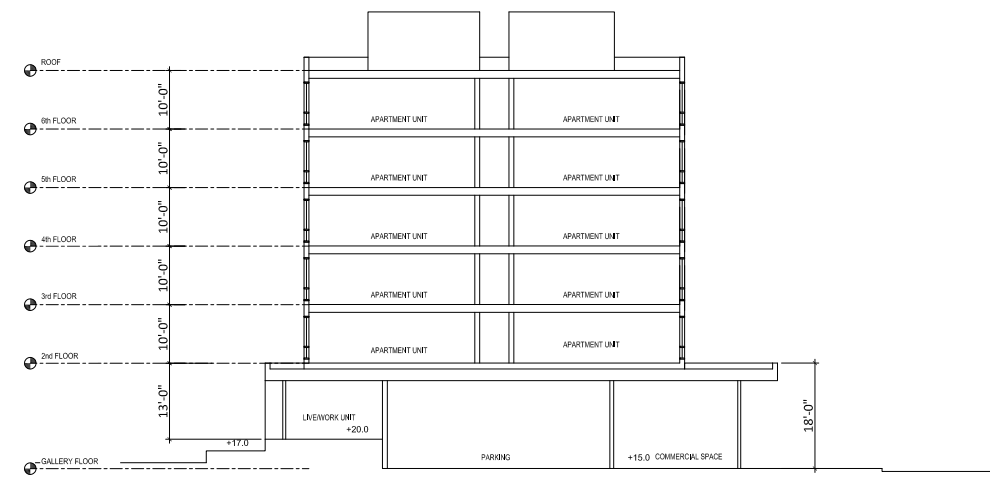 ROOF
10'-0"
6th FLOOR
APARTMENT UNIT
APARTMENT UNIT
10'-0"
5th FLOOR
APARTMENT UNIT
APARTMENT UNIT
10'-0"
4th FLOOR
APARTMENT UNIT
APARTMENT UNIT
10'-0"
3rd FLOOR
APARTMENT UNIT
APARTMENT UNIT
10'-0"
2nd FLOOR
APARTMENT UNIT
APARTMENT UNIT
13'-0"
LIVE/WORK UNIT
+20.0
18'-0"
+17.0
GALLERY FLOOR
PARKING
+15.0 COMMERCIAL SPACE